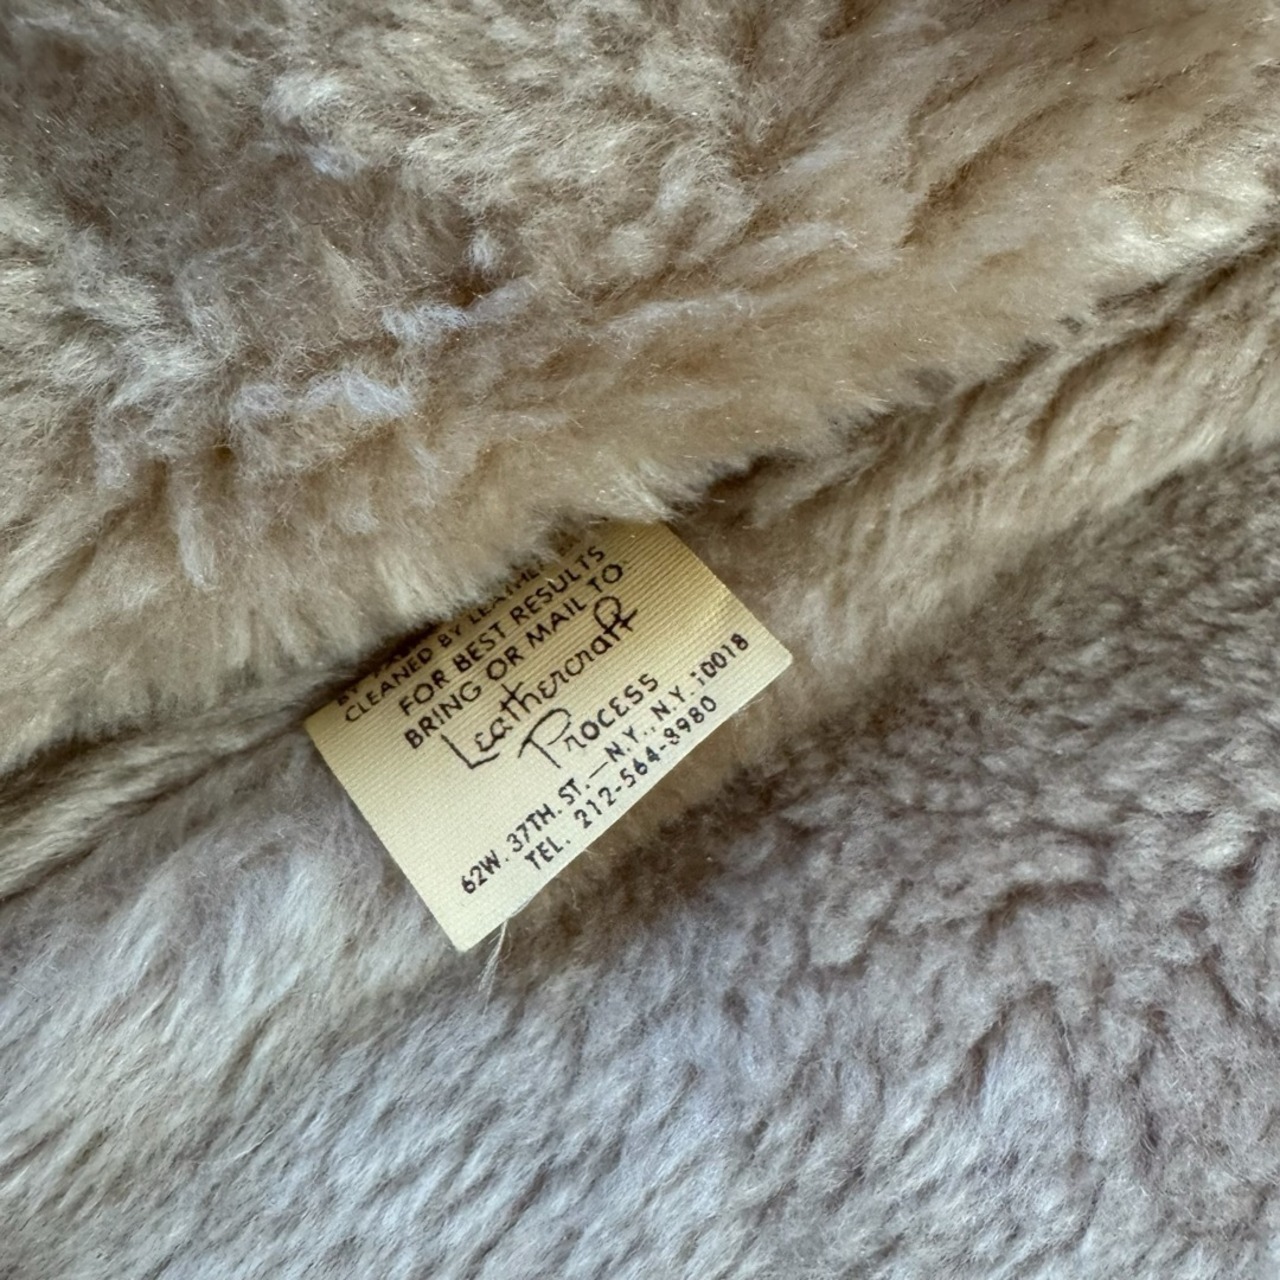 CLEANED BY LEATHER
FOR BEST RESULTS
BRING OR MAIL TO
Leathercraft
Process
62W. 37TH. ST.—N.Y., N.Y. 10018
TEL. 212-564-8980